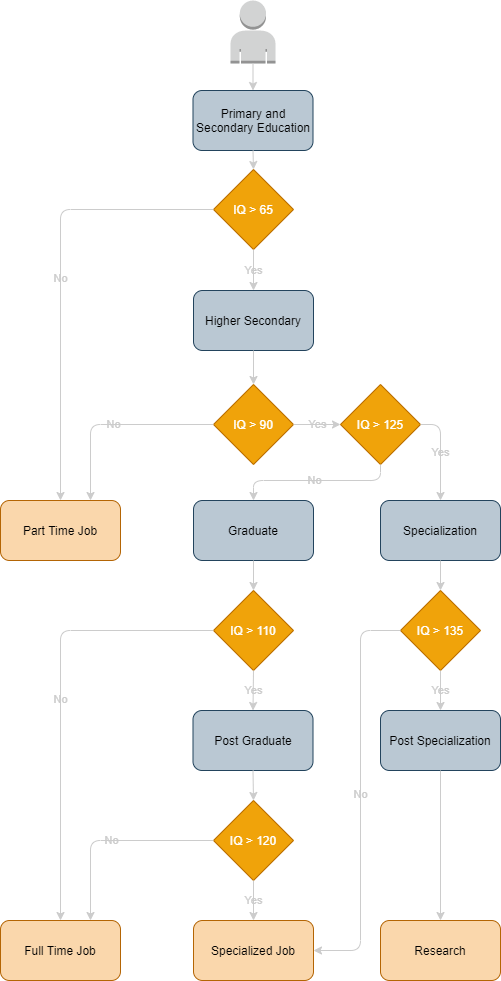 Primary and
Secondary Education
IQ > 65
No
Yes
Higher Secondary
IQ > 90
No
Yes
IQ > 125
Yes
No
Part Time Job
Graduate
Specialization
IQ > 110
IQ > 135
No
Yes
Yes
Post Graduate
Post Specialization
No
IQ > 120
No
Yes
Full Time Job
Specialized Job
Research